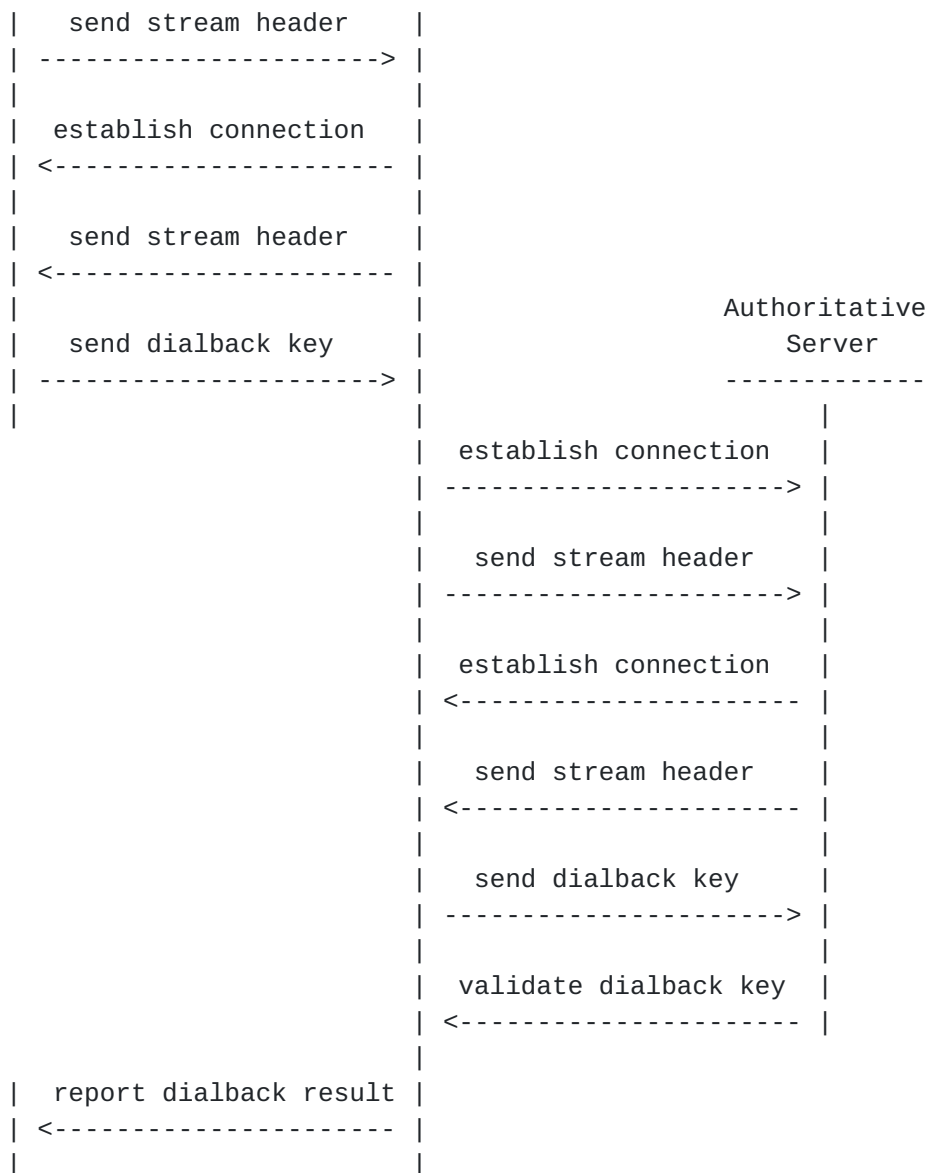 |   send stream header    |
| ----------------------> |
|                         |
|  establish connection   |
| <---------------------- |
|                         |
|   send stream header    |
| <---------------------- |
|                         |                   Authoritative
|   send dialback key     |                       Server
| ----------------------> |                   -------------
|                         |                         |
                          |  establish connection   |
                          | ----------------------> |
                          |                         |
                          |   send stream header    |
                          | ----------------------> |
                          |                         |
                          |  establish connection   |
                          | <---------------------- |
                          |                         |
                          |   send stream header    |
                          | <---------------------- |
                          |                         |
                          |   send dialback key     |
                          | ----------------------> |
                          |                         |
                          |  validate dialback key  |
                          | <---------------------- |
                          |
|  report dialback result |
| <---------------------- |
|                         |